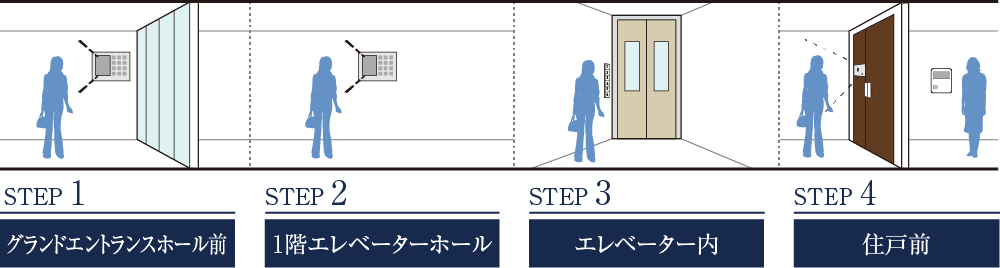 STEP 1
グランドエントランスホール前
STEP 2
1階エレベーターホール
STEP 3
エレベーター内
STEP 4
住戸前